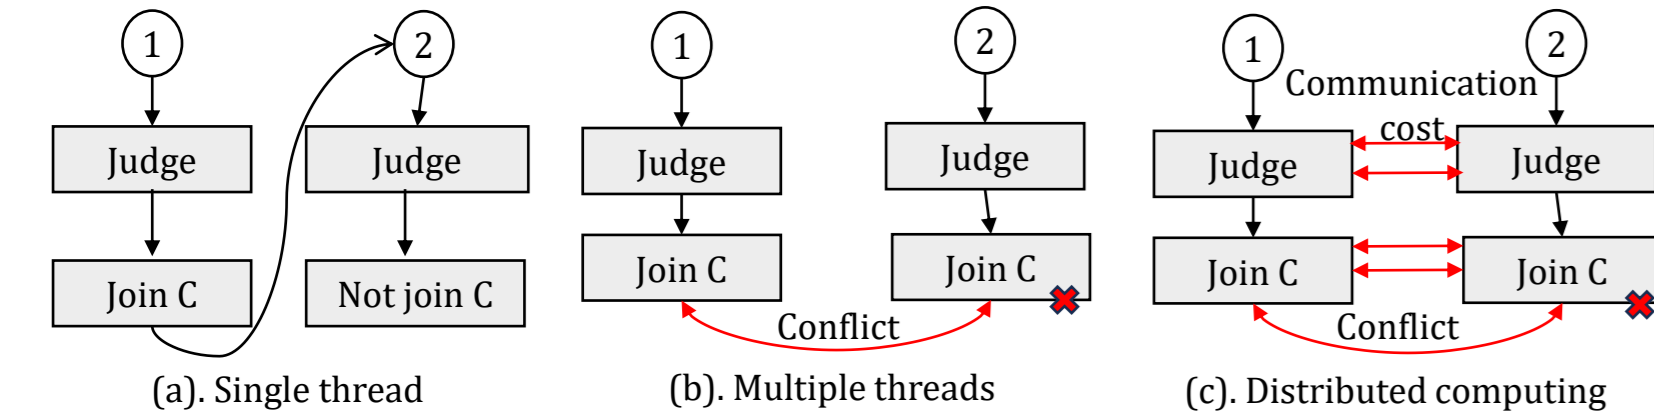 1
2
Judge
Judge
Join C
Not join C
(a). Single thread
1
2
Judge
Judge
Join C
Join C
Conflict
(b). Multiple threads
1
2
Communication
cost
Judge
Judge
Join C
Join C
Conflict
(c). Distributed computing